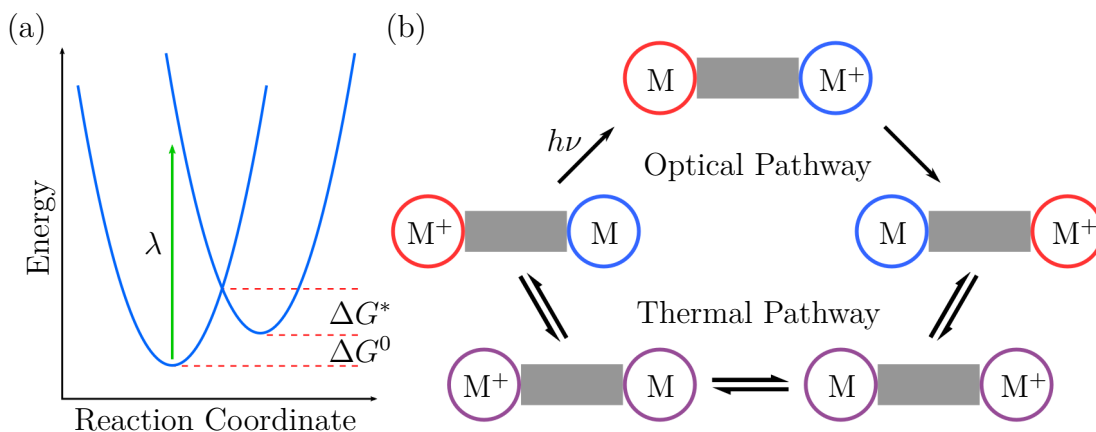 (a)
Energy
λ
ΔG*
ΔG⁰
Reaction Coordinate
(b)
M
M⁺
hν
Optical Pathway
M⁺
M
M
M⁺
Thermal Pathway
M⁺
M
M
M⁺